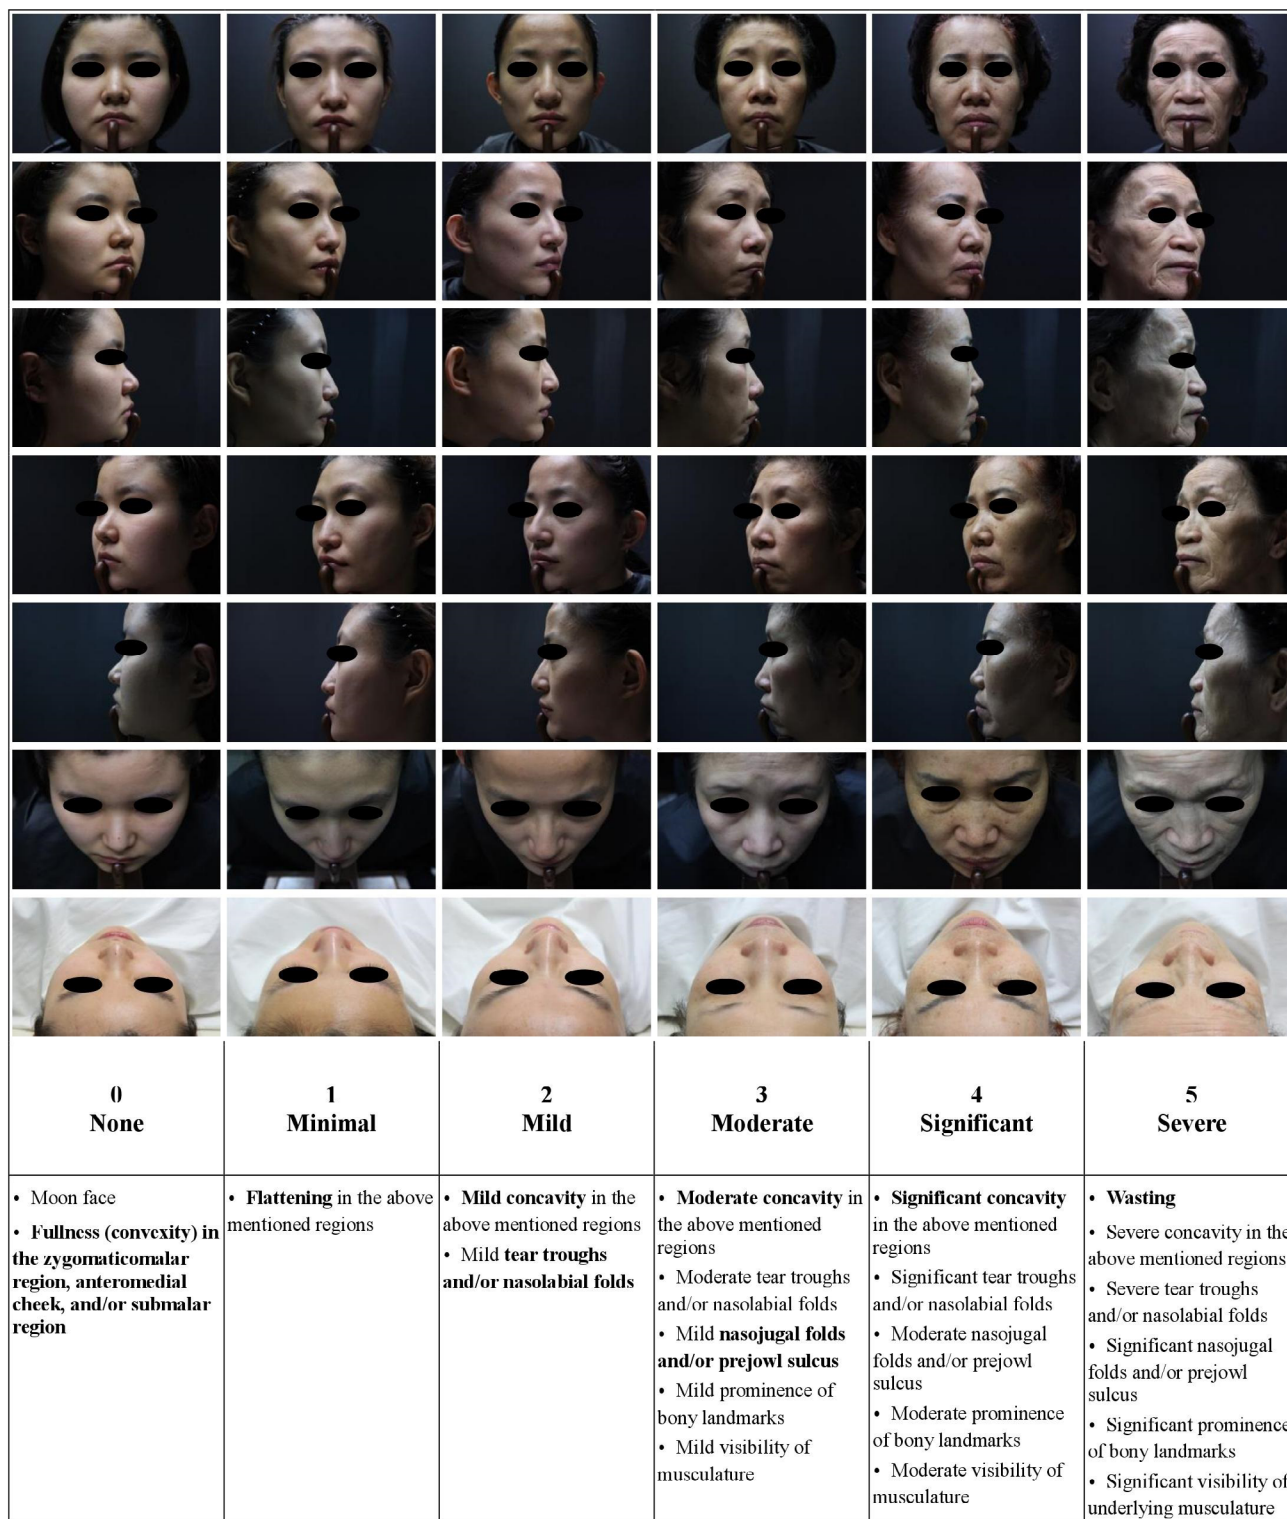 0
None
1
Minimal
2
Mild
3
Moderate
4
Significant
5
Severe
• Moon face
• Fullness (convexity) in
the zygomaticomalar
region, anteromedial
cheek, and/or submalar
region
• Flattening in the above
mentioned regions
• Mild concavity in the
above mentioned regions
• Mild tear troughs
and/or nasolabial folds
• Moderate concavity in
the above mentioned
regions
• Moderate tear troughs
and/or nasolabial folds
• Mild nasojugal folds
and/or prejowl sulcus
• Mild prominence of
bony landmarks
• Mild visibility of
musculature
• Significant concavity
in the above mentioned
regions
• Significant tear troughs
and/or nasolabial folds
• Moderate nasojugal
folds and/or prejowl
sulcus
• Moderate prominence
of bony landmarks
• Moderate visibility of
musculature
• Wasting
• Severe concavity in the
above mentioned regions
• Severe tear troughs
and/or nasolabial folds
• Significant nasojugal
folds and/or prejowl
sulcus
• Significant prominence
of bony landmarks
• Significant visibility of
underlying musculature